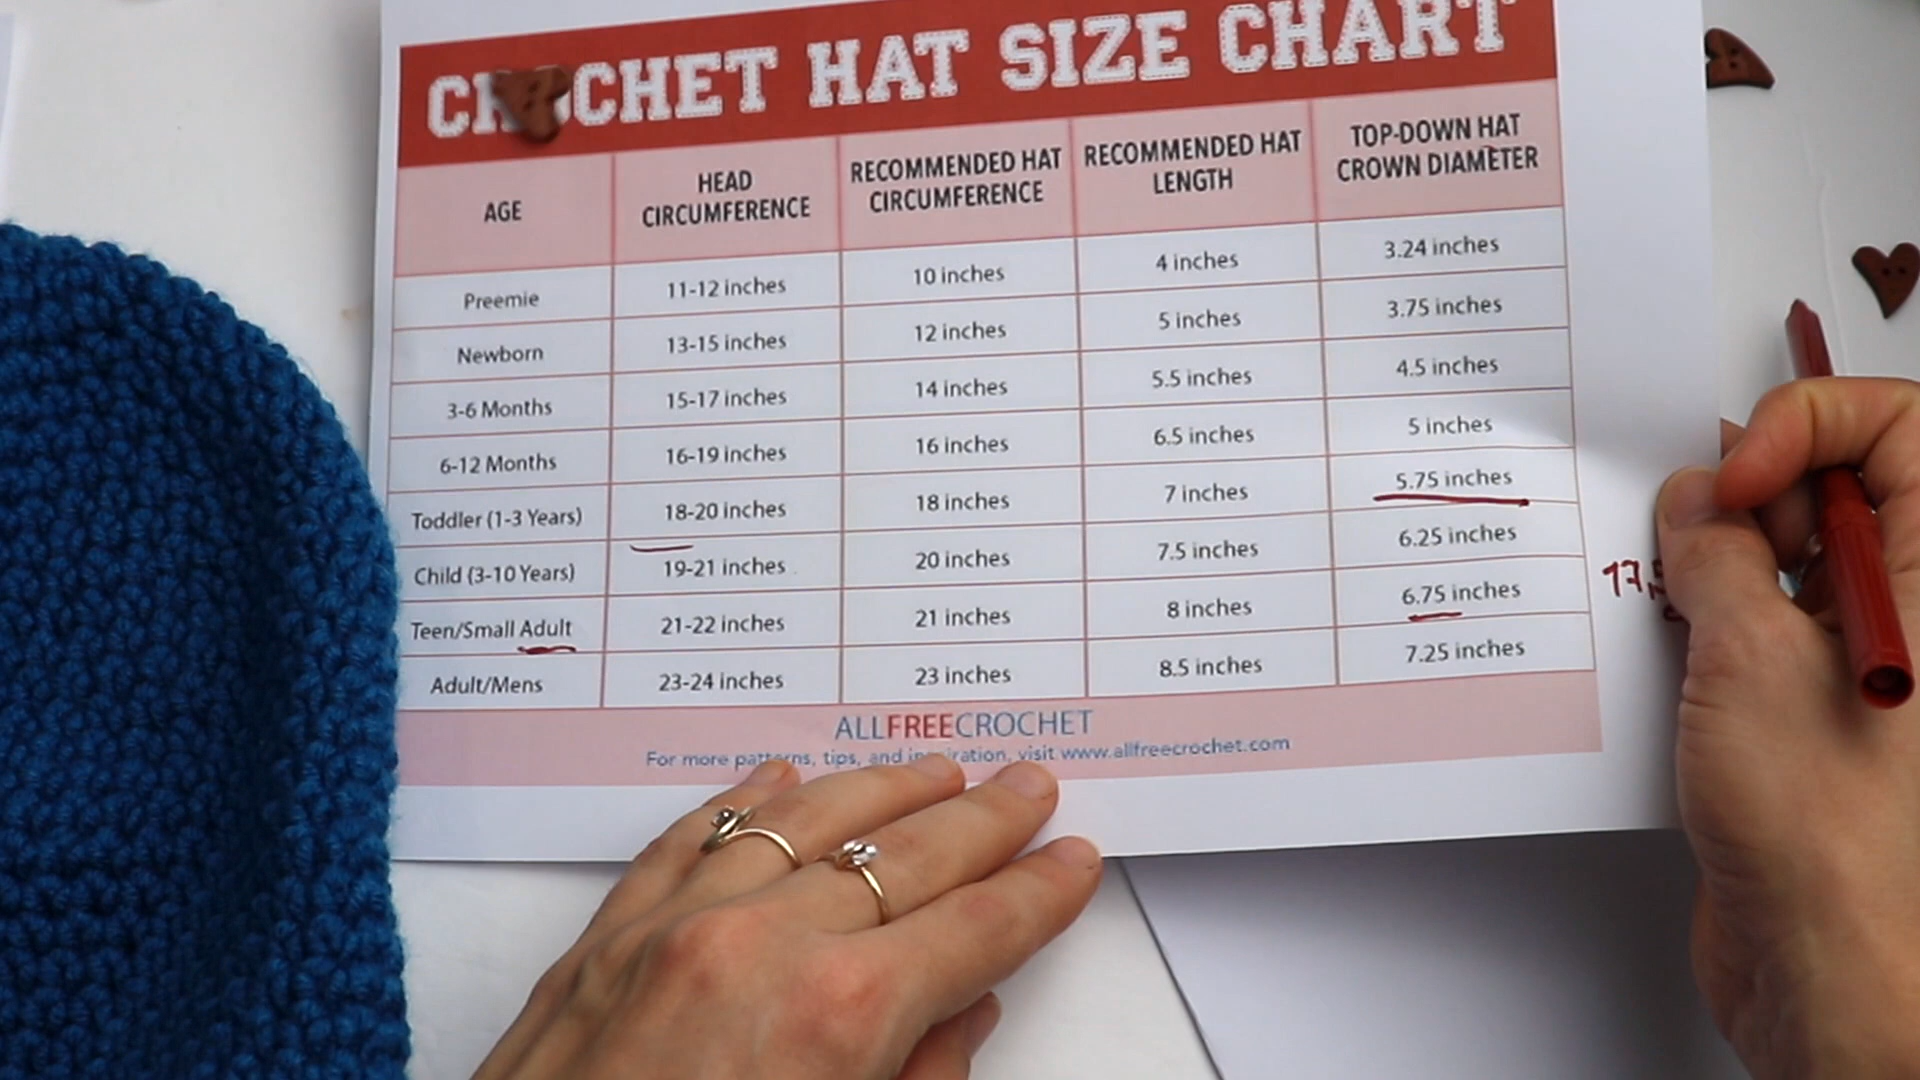 CROCHET HAT SIZE CHART
AGE HEAD CIRCUMFERENCE RECOMMENDED HAT CIRCUMFERENCE RECOMMENDED HAT LENGTH TOP-DOWN HAT CROWN DIAMETER
Preemie 11-12 inches 10 inches 4 inches 3.24 inches
Newborn 13-15 inches 12 inches 5 inches 3.75 inches
3-6 Months 15-17 inches 14 inches 5.5 inches 4.5 inches
6-12 Months 16-19 inches 16 inches 6.5 inches 5 inches
Toddler (1-3 Years) 18-20 inches 18 inches 7 inches 5.75 inches
Child (3-10 Years) 19-21 inches 20 inches 7.5 inches 6.25 inches
Teen/Small Adult 21-22 inches 21 inches 8 inches 6.75 inches
Adult/Mens 23-24 inches 23 inches 8.5 inches 7.25 inches
ALLFREECROCHET
For more patterns, tips, and inspiration, visit www.allfreecrochet.com